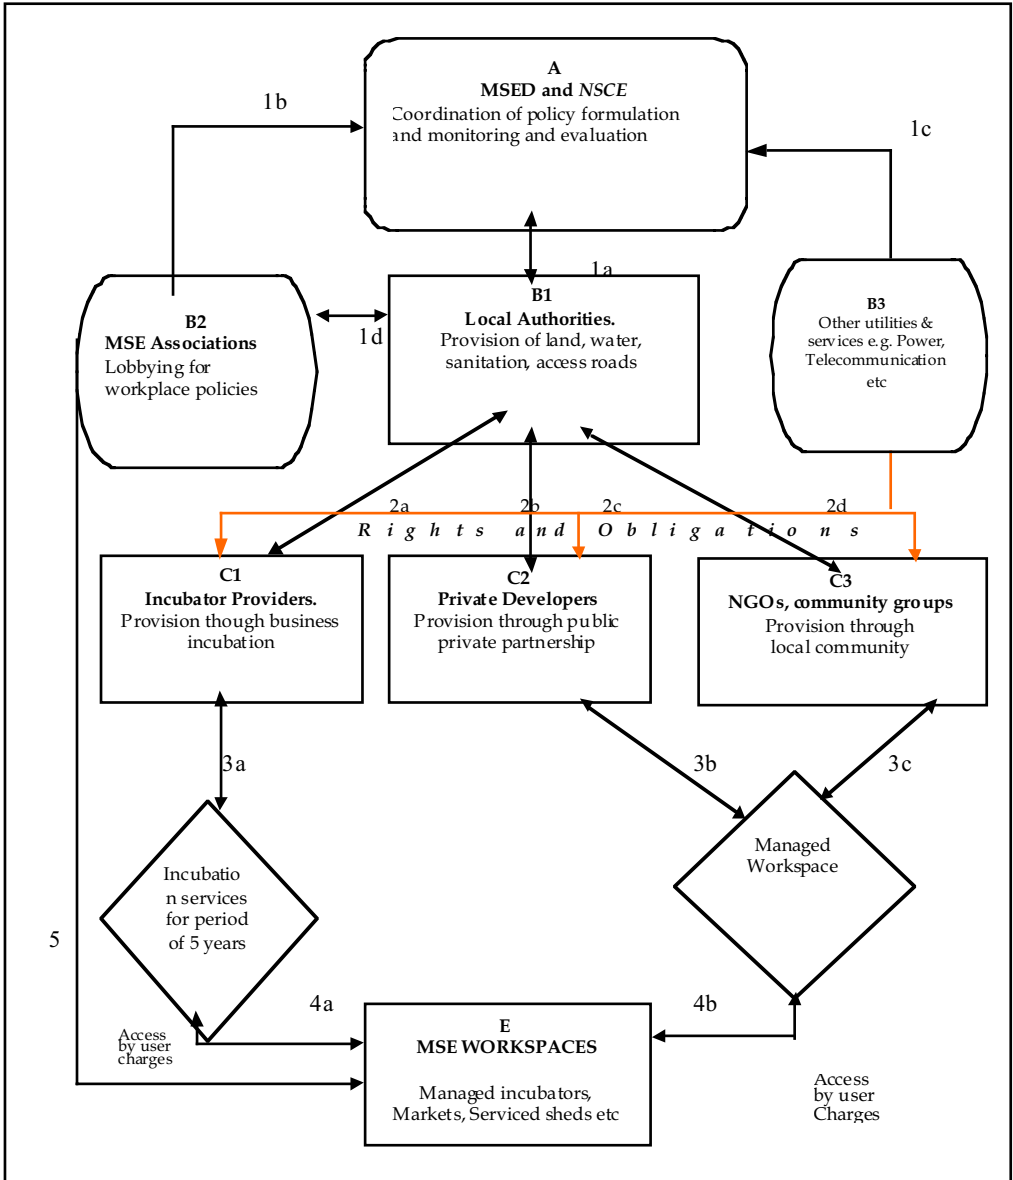 A
MSED and NSCE
Coordination of policy formulation
and monitoring and evaluation
1b
1c
1a
B1
Local Authorities.
Provision of land, water,
sanitation, access roads
B2
MSE Associations
Lobbying for
workplace policies
1d
B3
Other utilities &
services e.g. Power,
Telecommunication
etc
2a
2b
2c
2d
Rights and Obligations
C1
Incubator Providers.
Provision though business
incubation
C2
Private Developers
Provision through public
private partnership
C3
NGOs, community groups
Provision through
local community
3a
3b
3c
Incubatio
n services
for period
of 5 years
Managed
Workspace
5
4a
4b
Access
by user
charges
E
MSE WORKSPACES
Managed incubators,
Markets, Serviced sheds etc
Access
by user
Charges